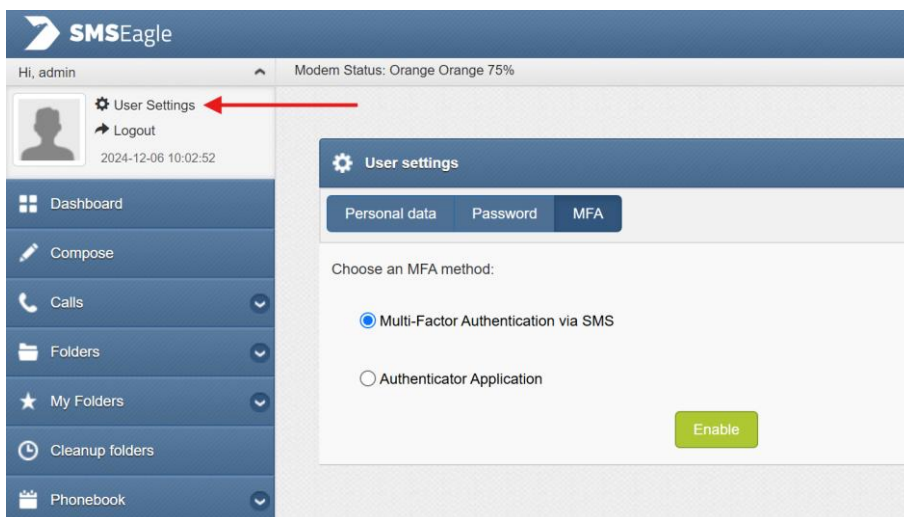 SMSEagle
Hi, admin
Modem Status: Orange Orange 75%
User Settings
Logout
2024-12-06 10:02:52
Dashboard
Compose
Calls
Folders
My Folders
Cleanup folders
Phonebook
User settings
Personal data Password MFA
Choose an MFA method:
Multi-Factor Authentication via SMS
Authenticator Application
Enable